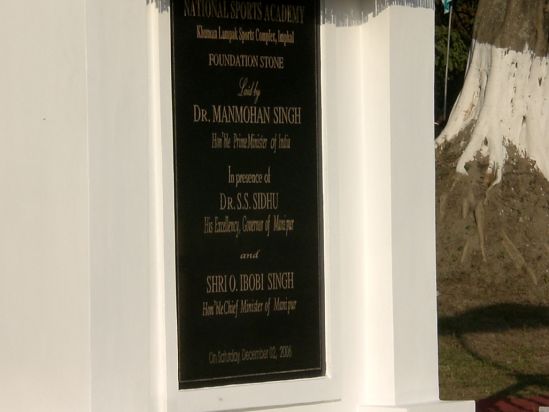 NATIONAL SPORTS ACADEMY
Khuman Lampak Sports Complex, Imphal
FOUNDATION STONE
Laid by
DR. MANMOHAN SINGH
Hon'ble Prime Minister of India
In presence of
DR. S.S. SIDHU
His Excellency, Governor of Manipur
and
SHRI O. IBOBI SINGH
Hon'ble Chief Minister of Manipur
On Saturday, December 02, 2006